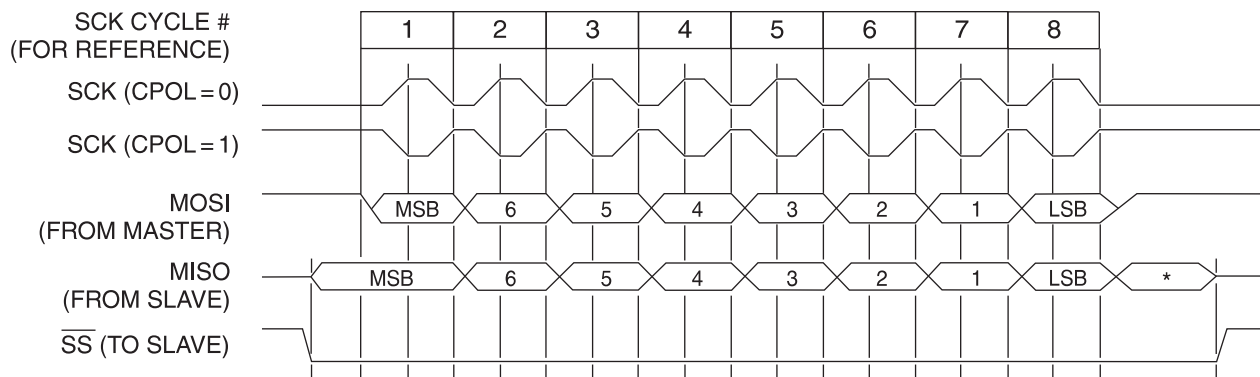 SCK CYCLE # 1 2 3 4 5 6 7 8
(FOR REFERENCE)
SCK (CPOL = 0)
SCK (CPOL = 1)
MOSI MSB 6 5 4 3 2 1 LSB
(FROM MASTER)
MISO MSB 6 5 4 3 2 1 LSB *
(FROM SLAVE)
S̅S̅ (TO SLAVE)